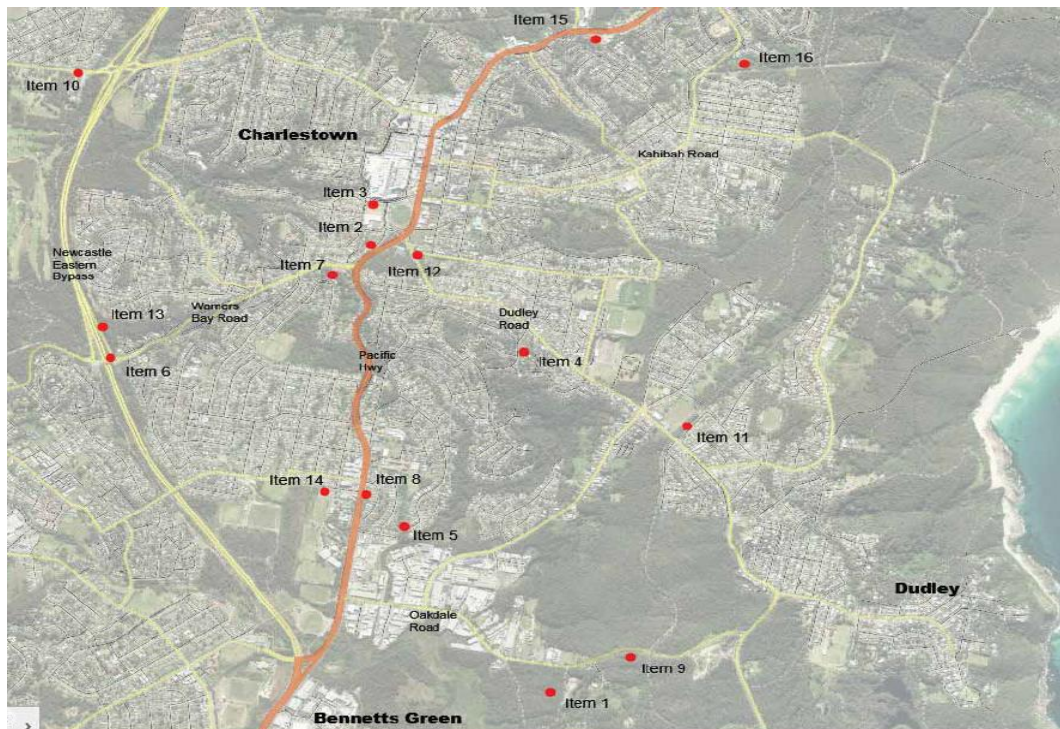 Item 15
Item 16
Item 10
Charlestown
Kahibah Road
Item 3
Item 2
Newcastle
Eastern
Bypass
Item 7
Item 12
Item 13
Warners
Bay Road
Dudley
Road
Item 6
Pacific
Hwy
Item 4
Item 11
Item 14
Item 8
Item 5
Dudley
Oakdale
Road
Item 9
Item 1
Bennetts Green